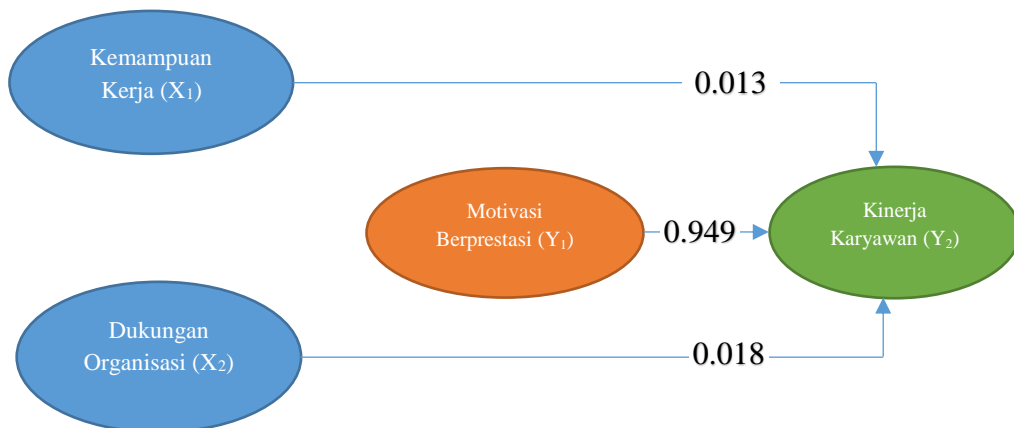 Kemampuan
Kerja (X₁)
0.013
Motivasi
Berprestasi (Y₁)
0.949
Kinerja
Karyawan (Y₂)
Dukungan
Organisasi (X₂)
0.018